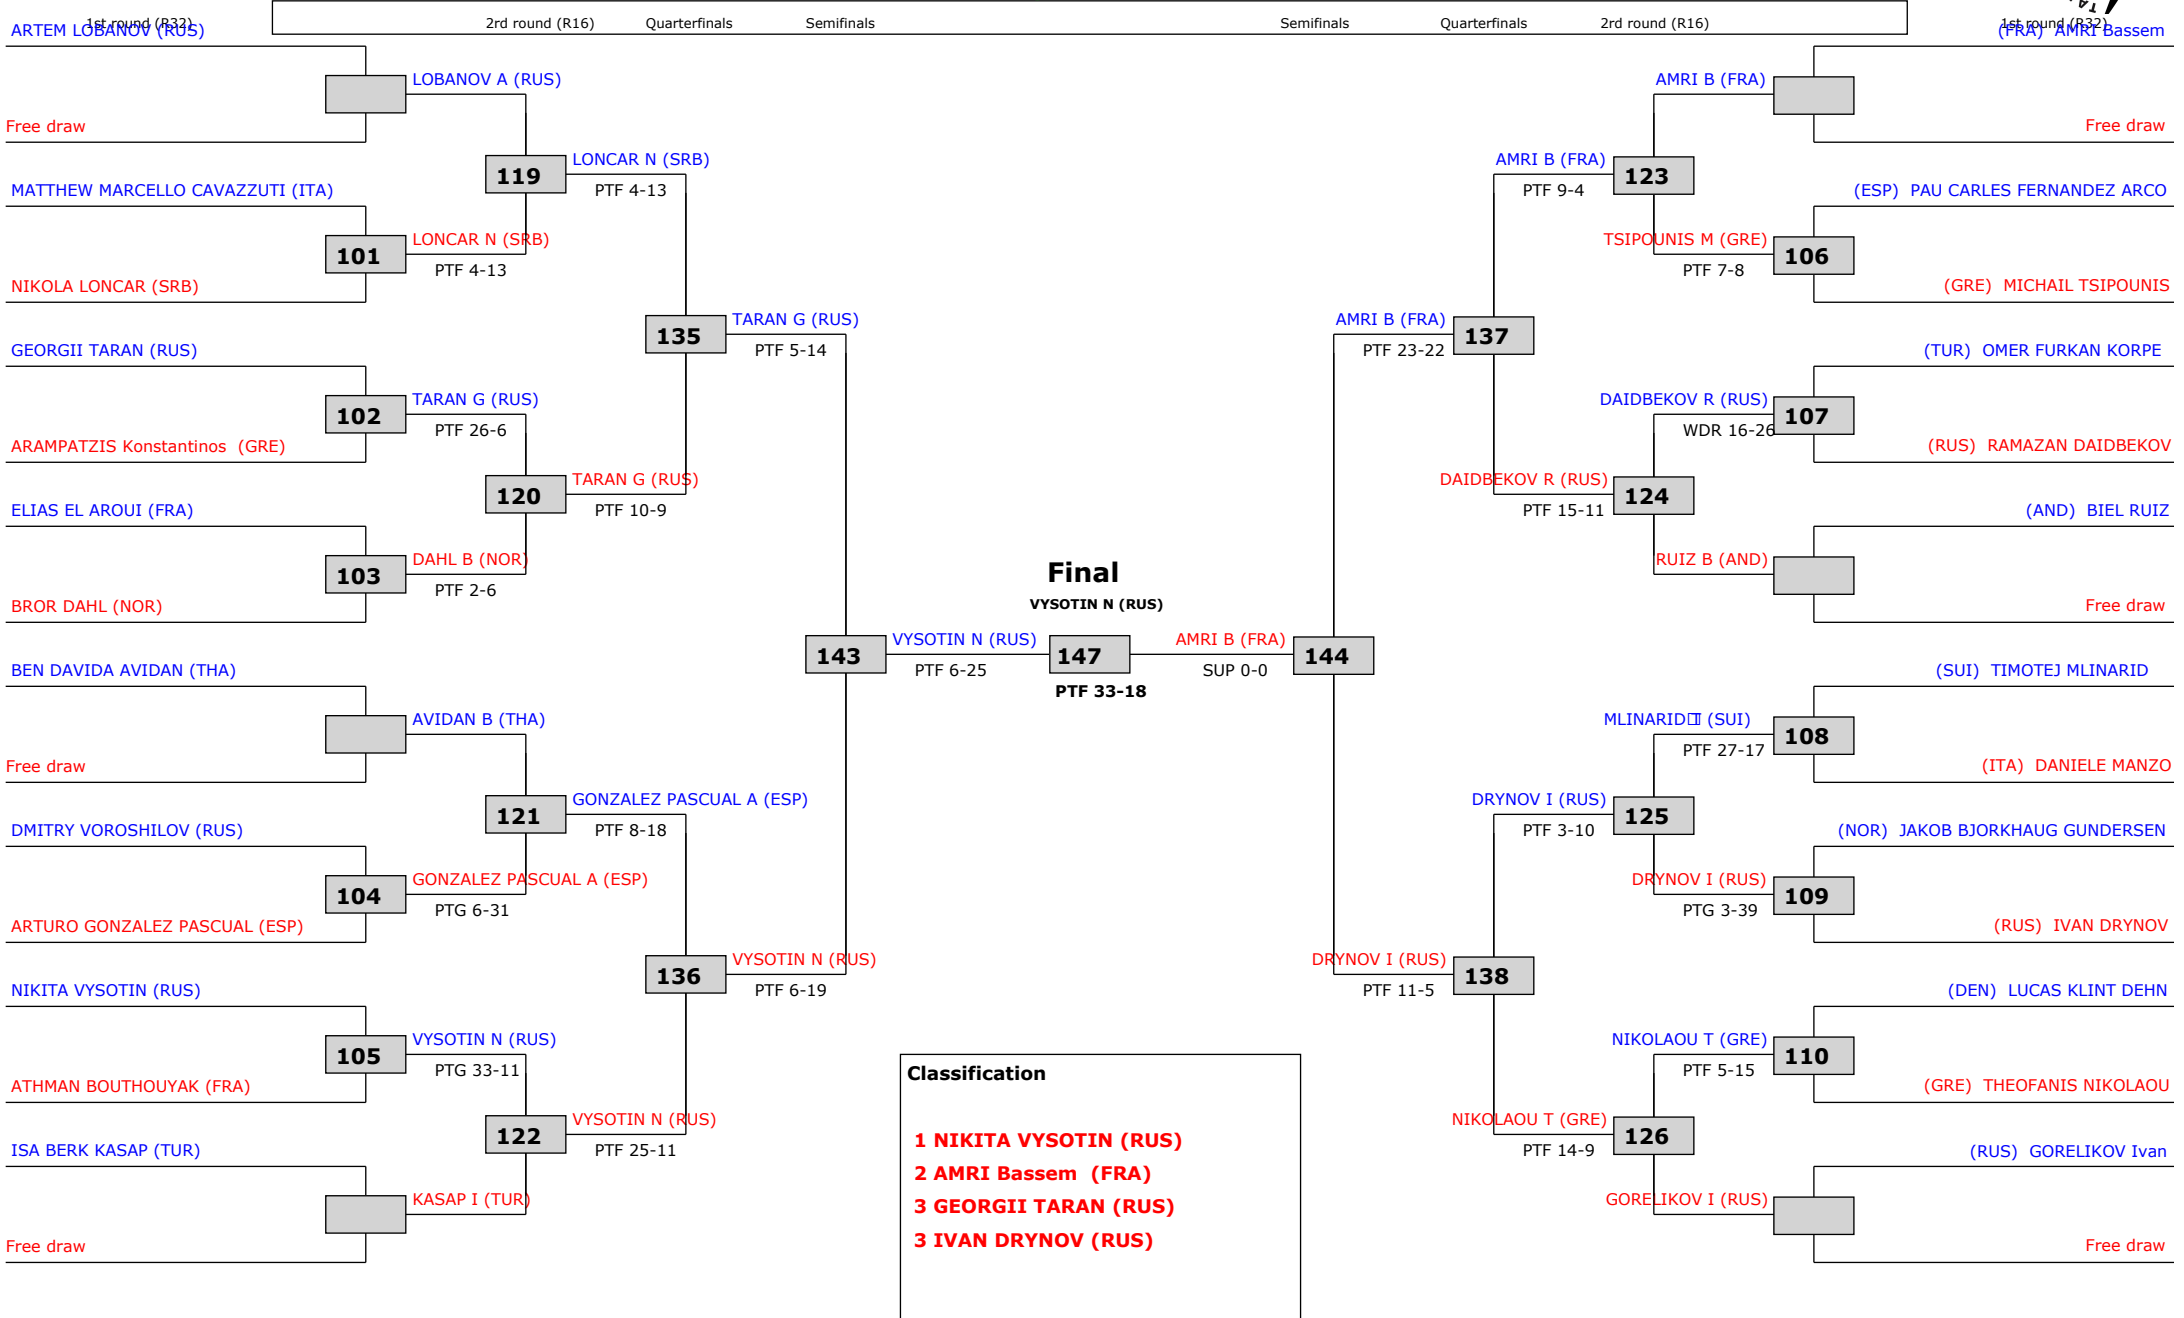 1st round (R32)
2nd round (R16)
Quarterfinals
Semifinals
Semifinals
Quarterfinals
2nd round (R16)
1st round (R32)
ARTEM LOBANOV (RUS)
Free draw
MATTHEW MARCELLO CAVAZZUTI (ITA)
NIKOLA LONCAR (SRB)
GEORGII TARAN (RUS)
ARAMPATZIS Konstantinos (GRE)
ELIAS EL AROUI (FRA)
BROR DAHL (NOR)
BEN DAVIDA AVIDAN (THA)
Free draw
DMITRY VOROSHILOV (RUS)
ARTURO GONZALEZ PASCUAL (ESP)
NIKITA VYSOTIN (RUS)
ATHMAN BOUTHOUYAK (FRA)
ISA BERK KASAP (TUR)
Free draw
LOBANOV A (RUS)
101
LONCAR N (SRB)
PTF 4-13
102
TARAN G (RUS)
PTF 26-6
103
DAHL B (NOR)
PTF 2-6
AVIDAN B (THA)
104
GONZALEZ PASCUAL A (ESP)
PTG 6-31
105
VYSOTIN N (RUS)
PTG 33-11
KASAP I (TUR)
119
LONCAR N (SRB)
PTF 4-13
120
TARAN G (RUS)
PTF 10-9
121
GONZALEZ PASCUAL A (ESP)
PTF 8-18
122
VYSOTIN N (RUS)
PTF 25-11
135
TARAN G (RUS)
PTF 5-14
136
VYSOTIN N (RUS)
PTF 6-19
143
VYSOTIN N (RUS)
PTF 6-25
Final
VYSOTIN N (RUS)
147
PTF 33-18
AMRI B (FRA)
SUP 0-0
144
AMRI B (FRA)
PTF 23-22
137
DRYNOV I (RUS)
PTF 11-5
138
AMRI B (FRA)
PTF 9-4
123
DAIDBEKOV R (RUS)
PTF 15-11
124
DRYNOV I (RUS)
PTF 3-10
125
NIKOLAOU T (GRE)
PTF 14-9
126
AMRI B (FRA)
TSIPOUNIS M (GRE)
PTF 7-8
106
DAIDBEKOV R (RUS)
WDR 16-26
107
RUIZ B (AND)
MLINARID T (SUI)
PTF 27-17
108
DRYNOV I (RUS)
PTG 3-39
109
NIKOLAOU T (GRE)
PTF 5-15
110
GORELIKOV I (RUS)
(FRA) AMRI Bassem
Free draw
(ESP) PAU CARLES FERNANDEZ ARCO
(GRE) MICHAIL TSIPOUNIS
(TUR) OMER FURKAN KORPE
(RUS) RAMAZAN DAIDBEKOV
(AND) BIEL RUIZ
Free draw
(SUI) TIMOTEJ MLINARID
(ITA) DANIELE MANZO
(NOR) JAKOB BJORKHAUG GUNDERSEN
(RUS) IVAN DRYNOV
(DEN) LUCAS KLINT DEHN
(GRE) THEOFANIS NIKOLAOU
(RUS) GORELIKOV Ivan
Free draw
Classification
1 NIKITA VYSOTIN (RUS)
2 AMRI Bassem (FRA)
3 GEORGII TARAN (RUS)
3 IVAN DRYNOV (RUS)